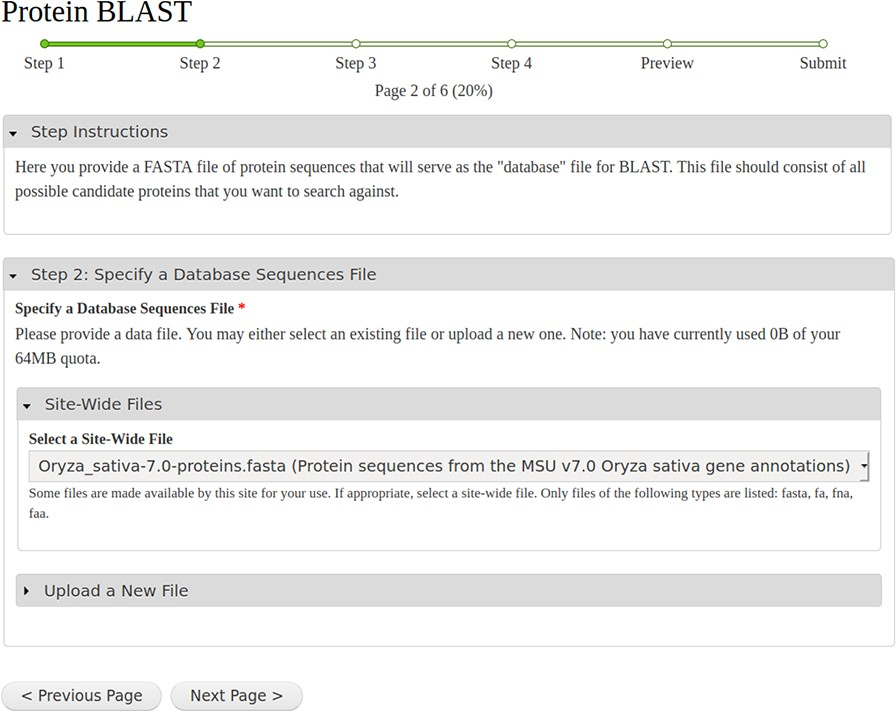 Protein BLAST
Step 1 Step 2 Step 3 Step 4 Preview Submit
Page 2 of 6 (20%)
Step Instructions
Here you provide a FASTA file of protein sequences that will serve as the "database" file for BLAST. This file should consist of all
possible candidate proteins that you want to search against.
Step 2: Specify a Database Sequences File
Specify a Database Sequences File *
Please provide a data file. You may either select an existing file or upload a new one. Note: you have currently used 0B of your
64MB quota.
Site-Wide Files
Select a Site-Wide File
Oryza_sativa-7.0-proteins.fasta (Protein sequences from the MSU v7.0 Oryza sativa gene annotations)
Some files are made available by this site for your use. If appropriate, select a site-wide file. Only files of the following types are listed: fasta, fa, fna,
faa.
Upload a New File
< Previous Page Next Page >